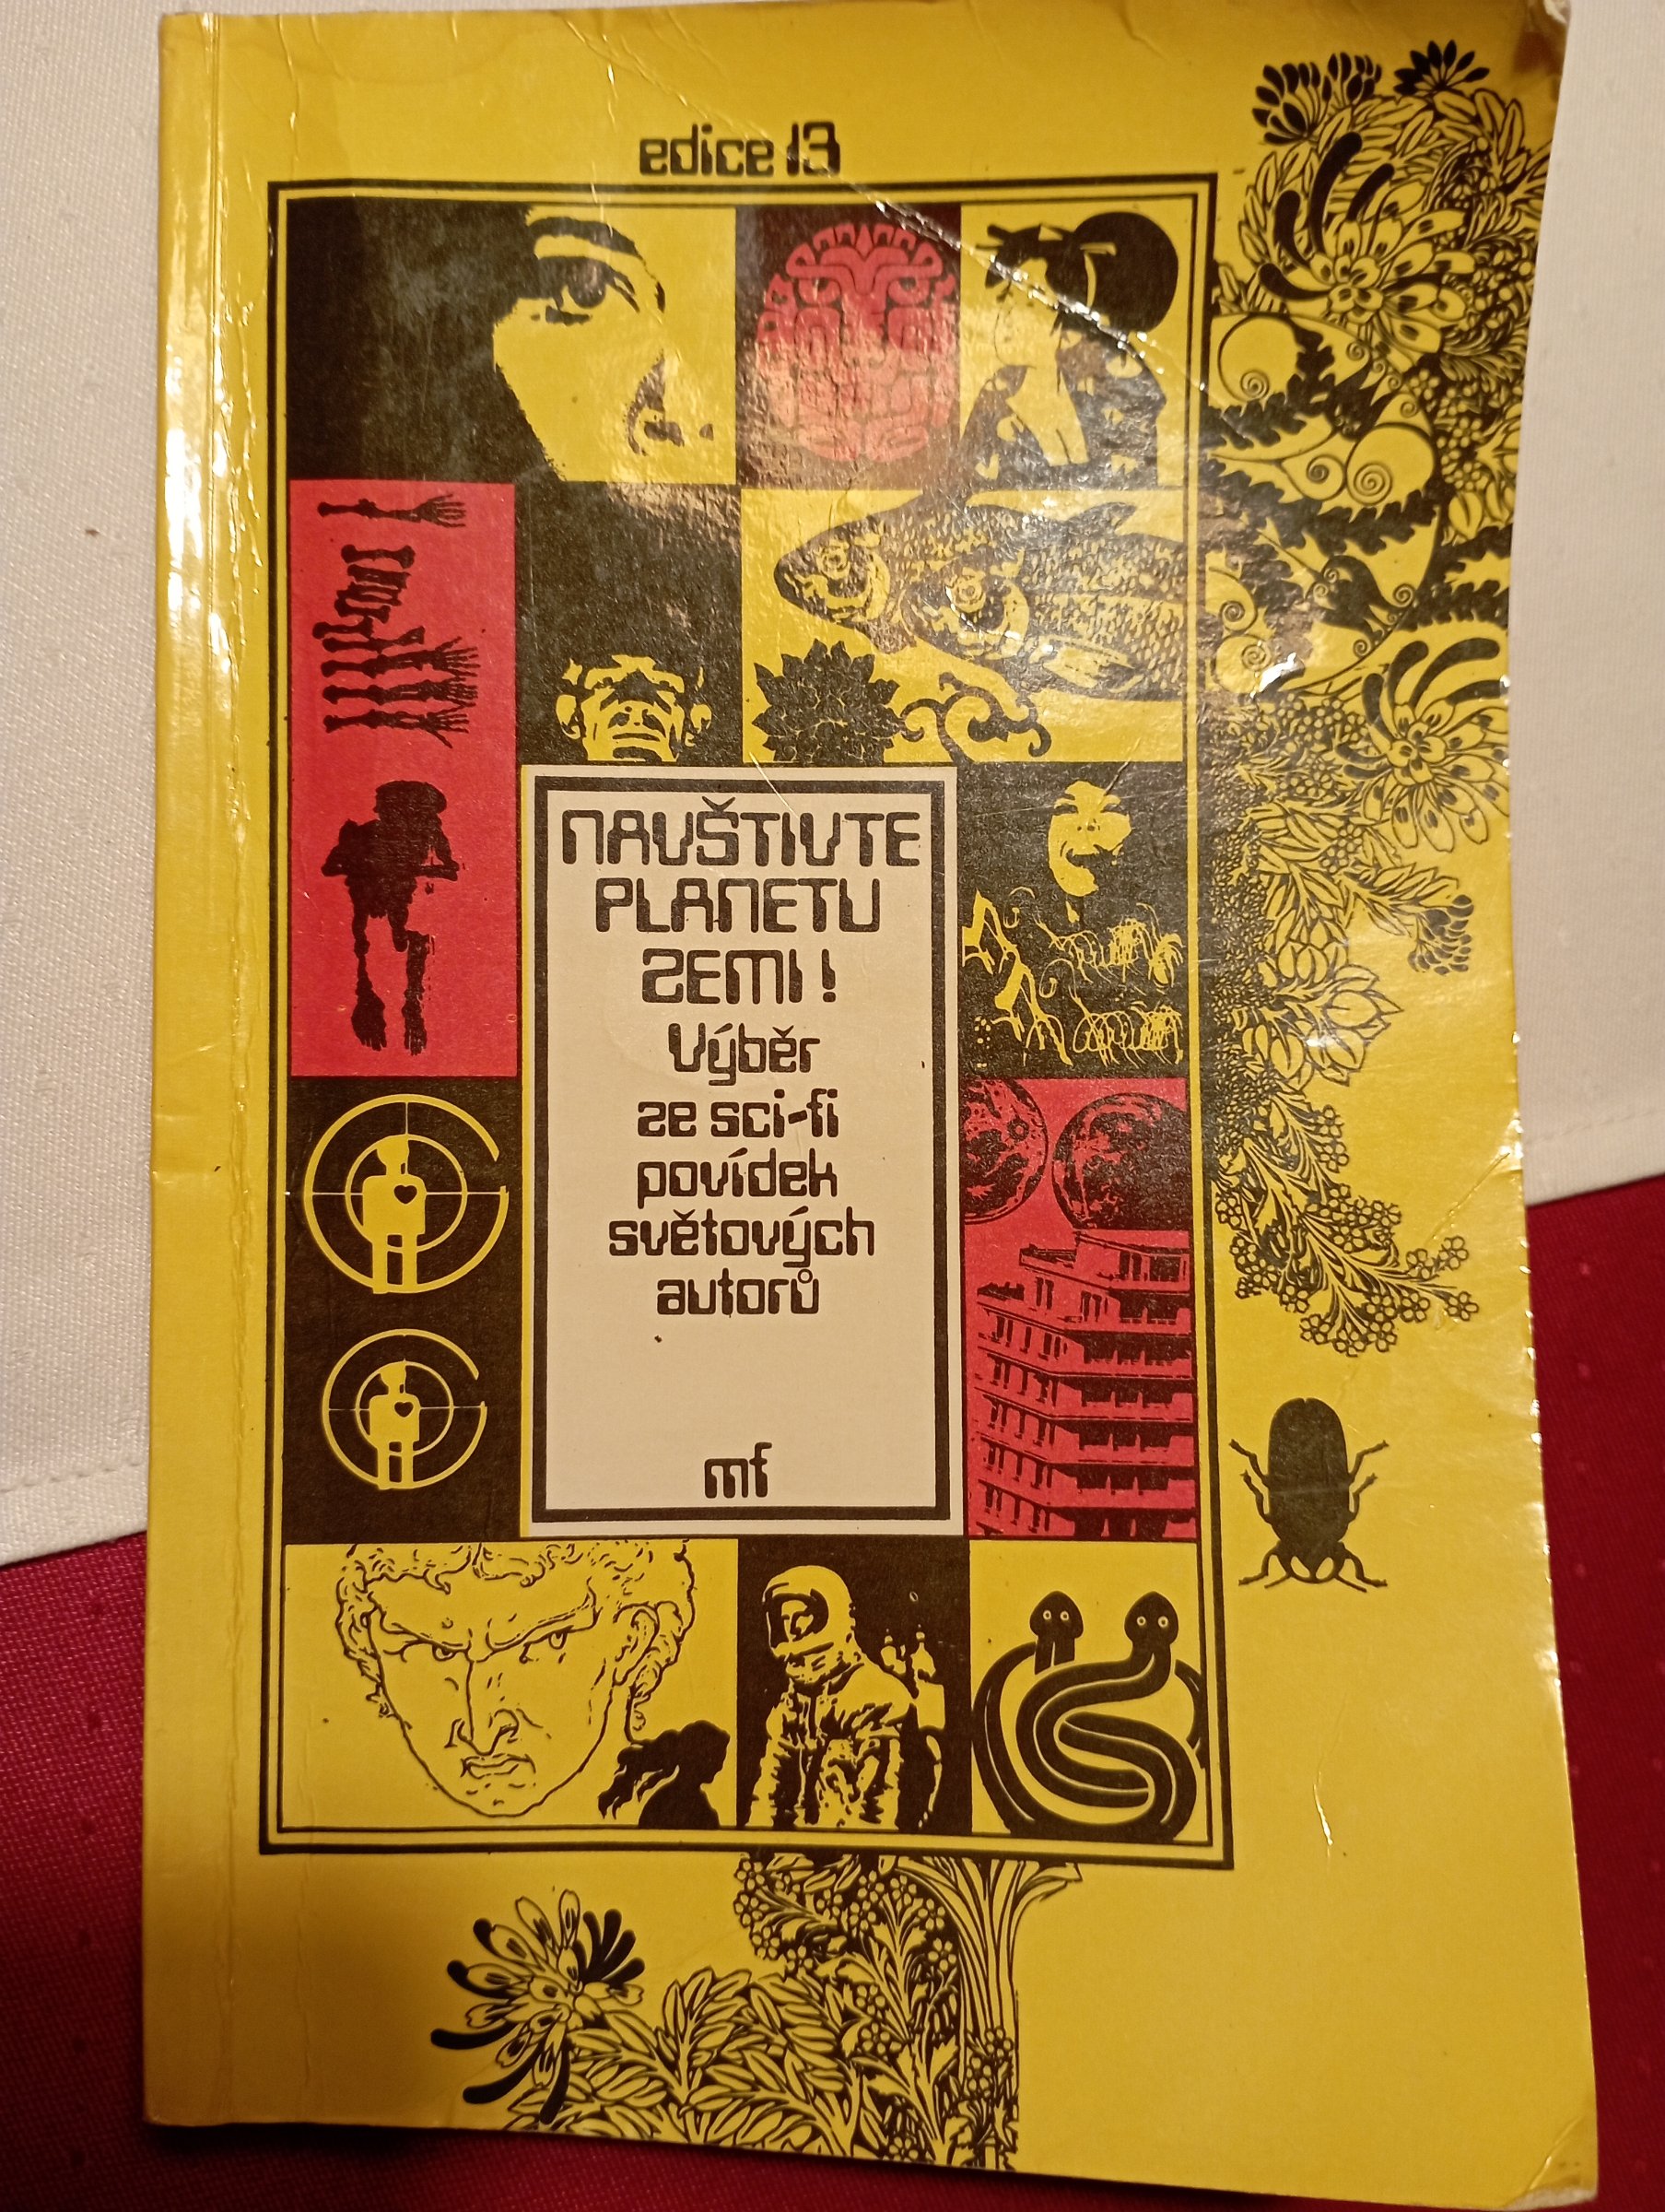 edice 13
NAVŠTIVTE
PLANETU
ZEMI!
Výběr
ze sci-fi
povídek
světových
autorů
mf